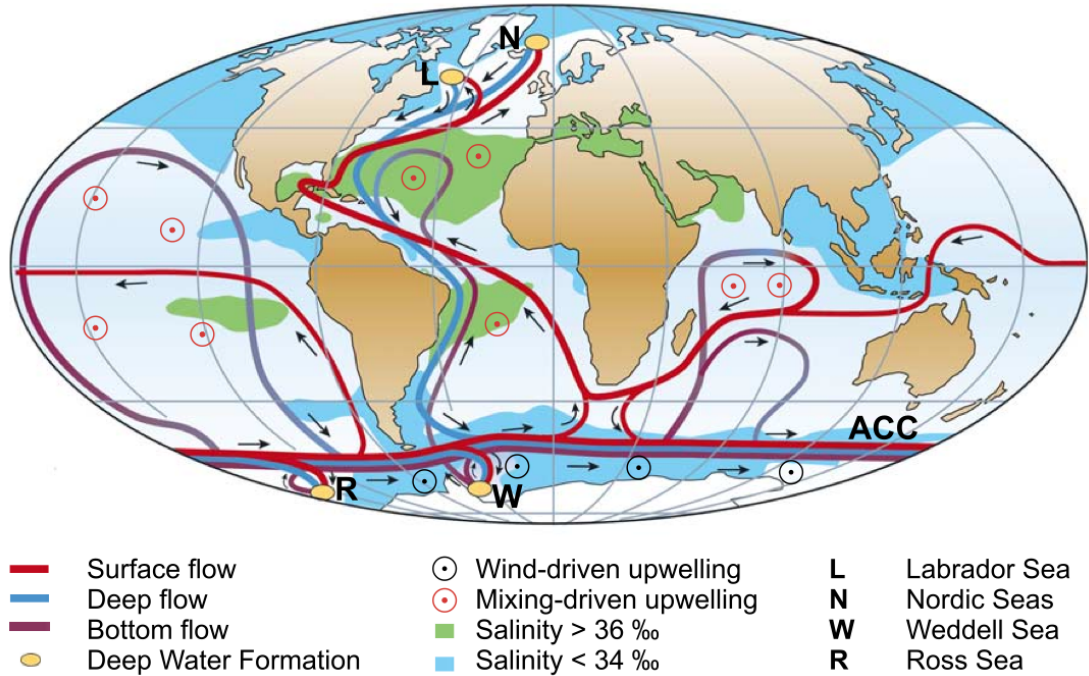 N
L
ACC
R
W
Surface flow
Deep flow
Bottom flow
Deep Water Formation
Wind-driven upwelling
Mixing-driven upwelling
Salinity > 36 ‰
Salinity < 34 ‰
L Labrador Sea
N Nordic Seas
W Weddell Sea
R Ross Sea